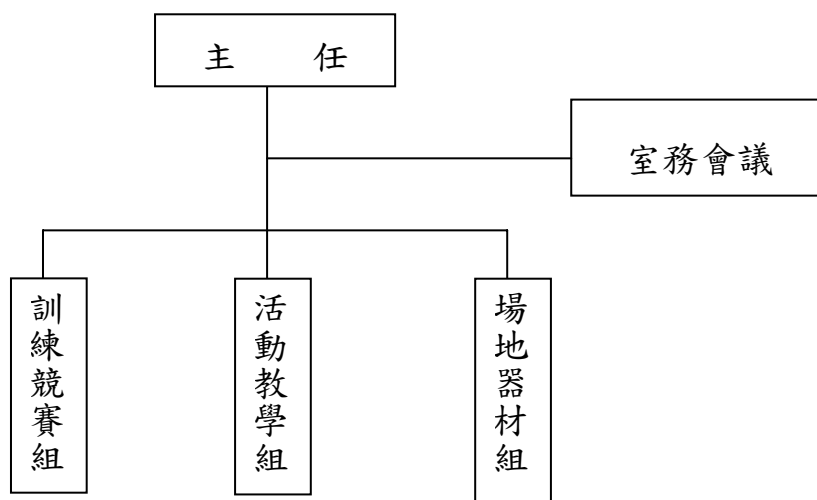 主 任
室務會議
訓練競賽組
活動教學組
場地器材組